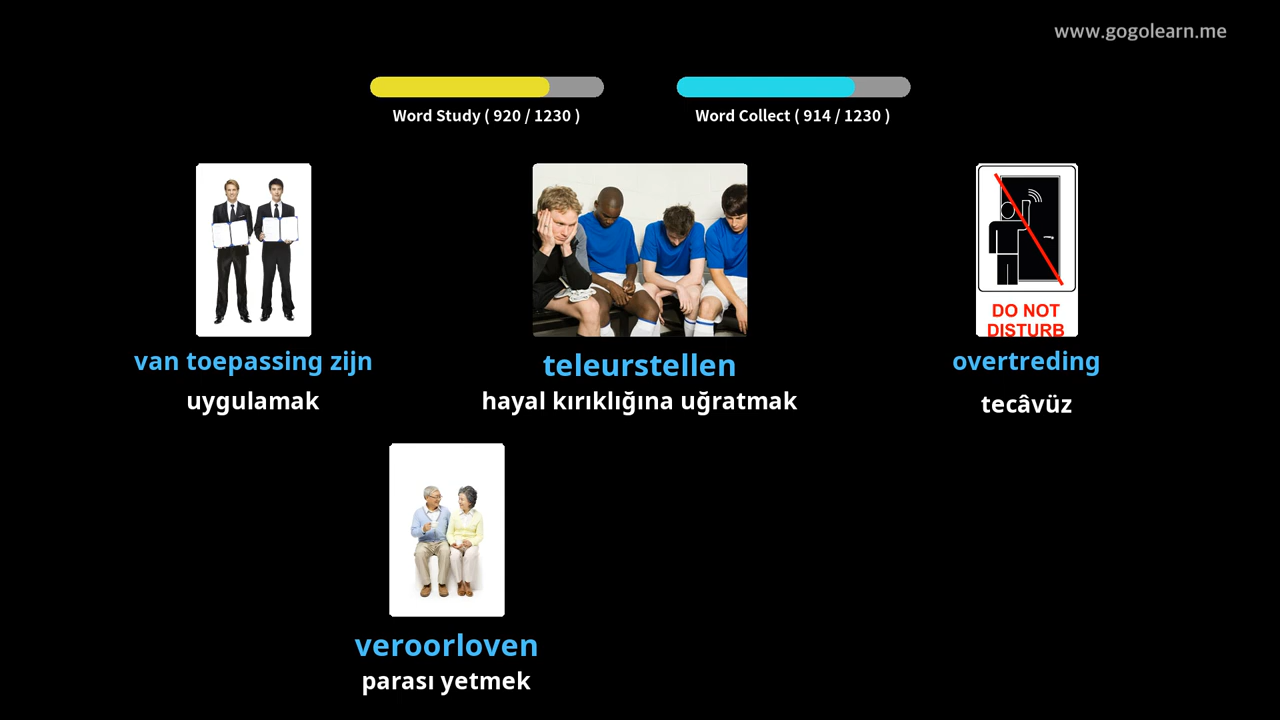 www.gogolearn.me
Word Study ( 920 / 1230 )
Word Collect ( 914 / 1230 )
DO NOT
DISTURB
van toepassing zijn
uygulamak
teleurstellen
hayal kırıklığına uğratmak
overtreding
tecâvüz
veroorloven
parası yetmek